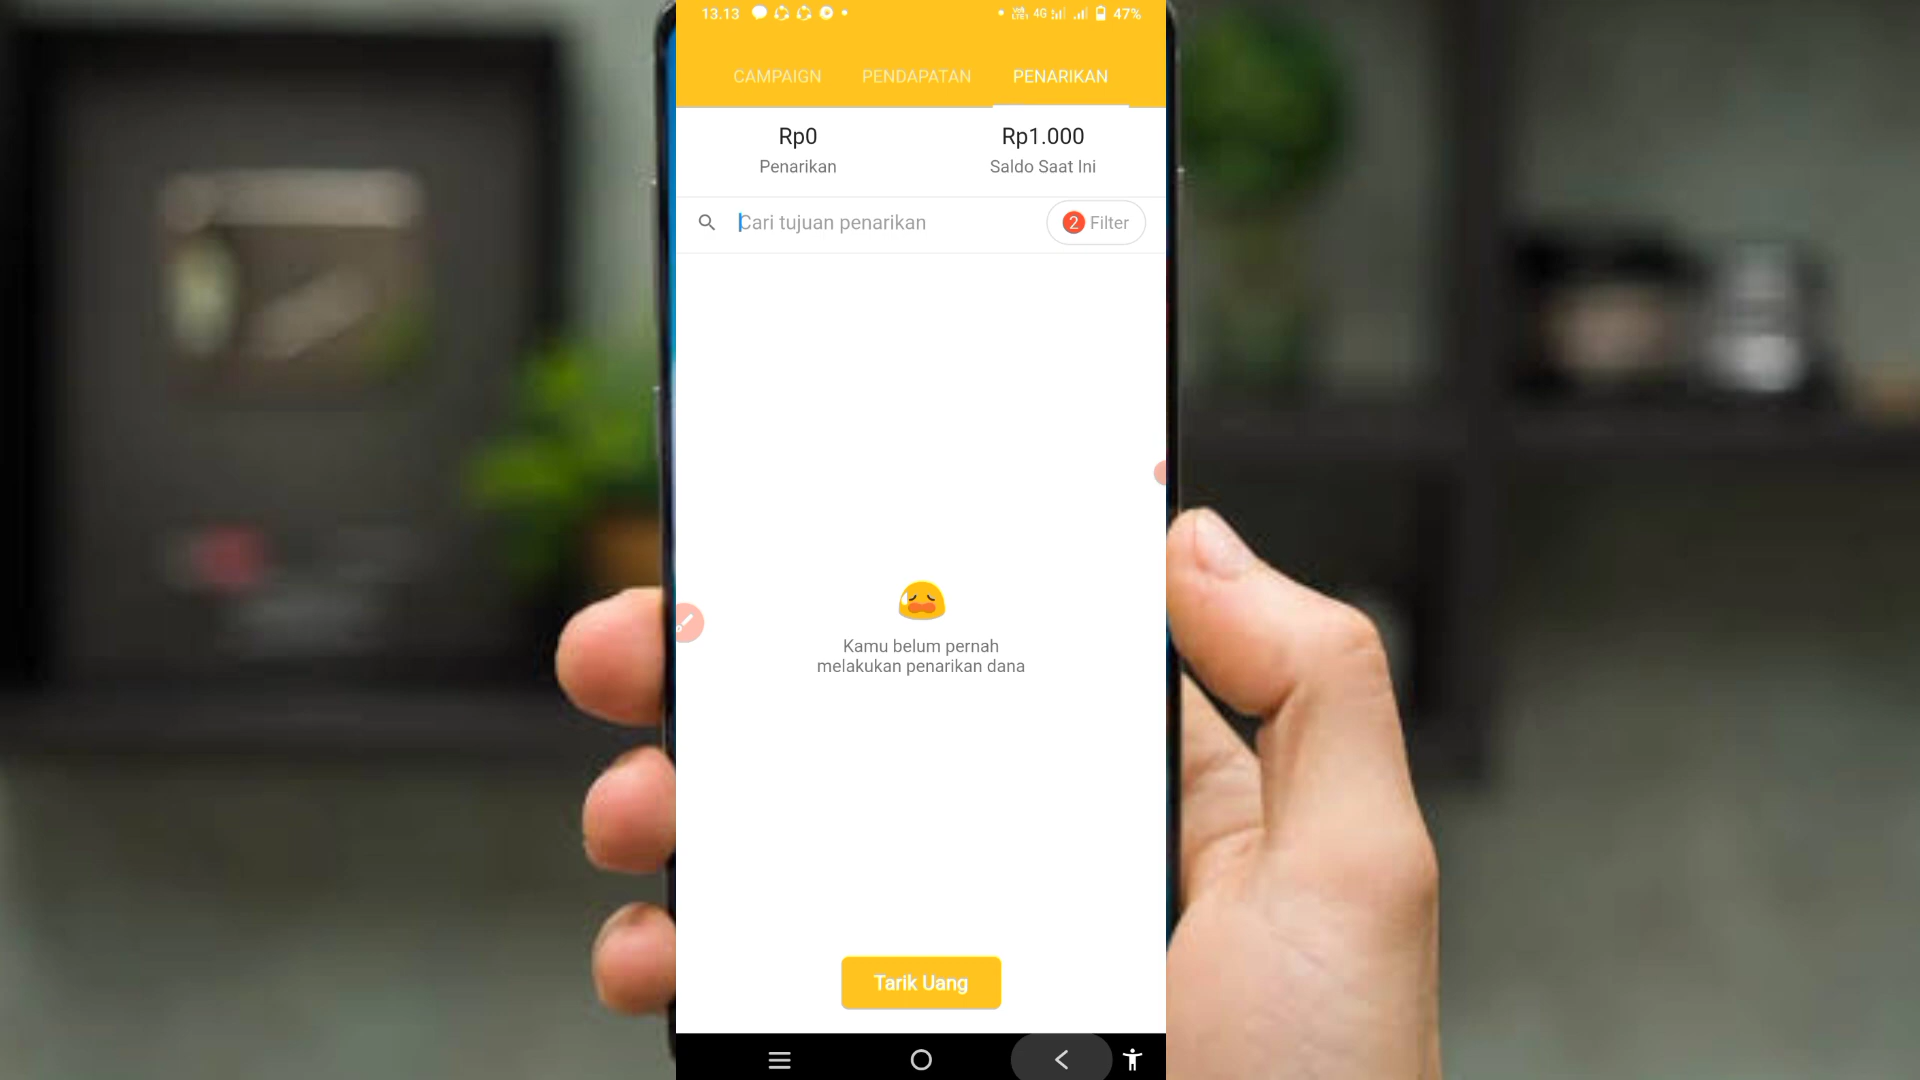 13.13 4G 47%
CAMPAIGN PENDAPATAN PENARIKAN
Rp0 Rp1.000
Penarikan Saldo Saat Ini
Cari tujuan penarikan 2 Filter
Kamu belum pernah
melakukan penarikan dana
Tarik Uang